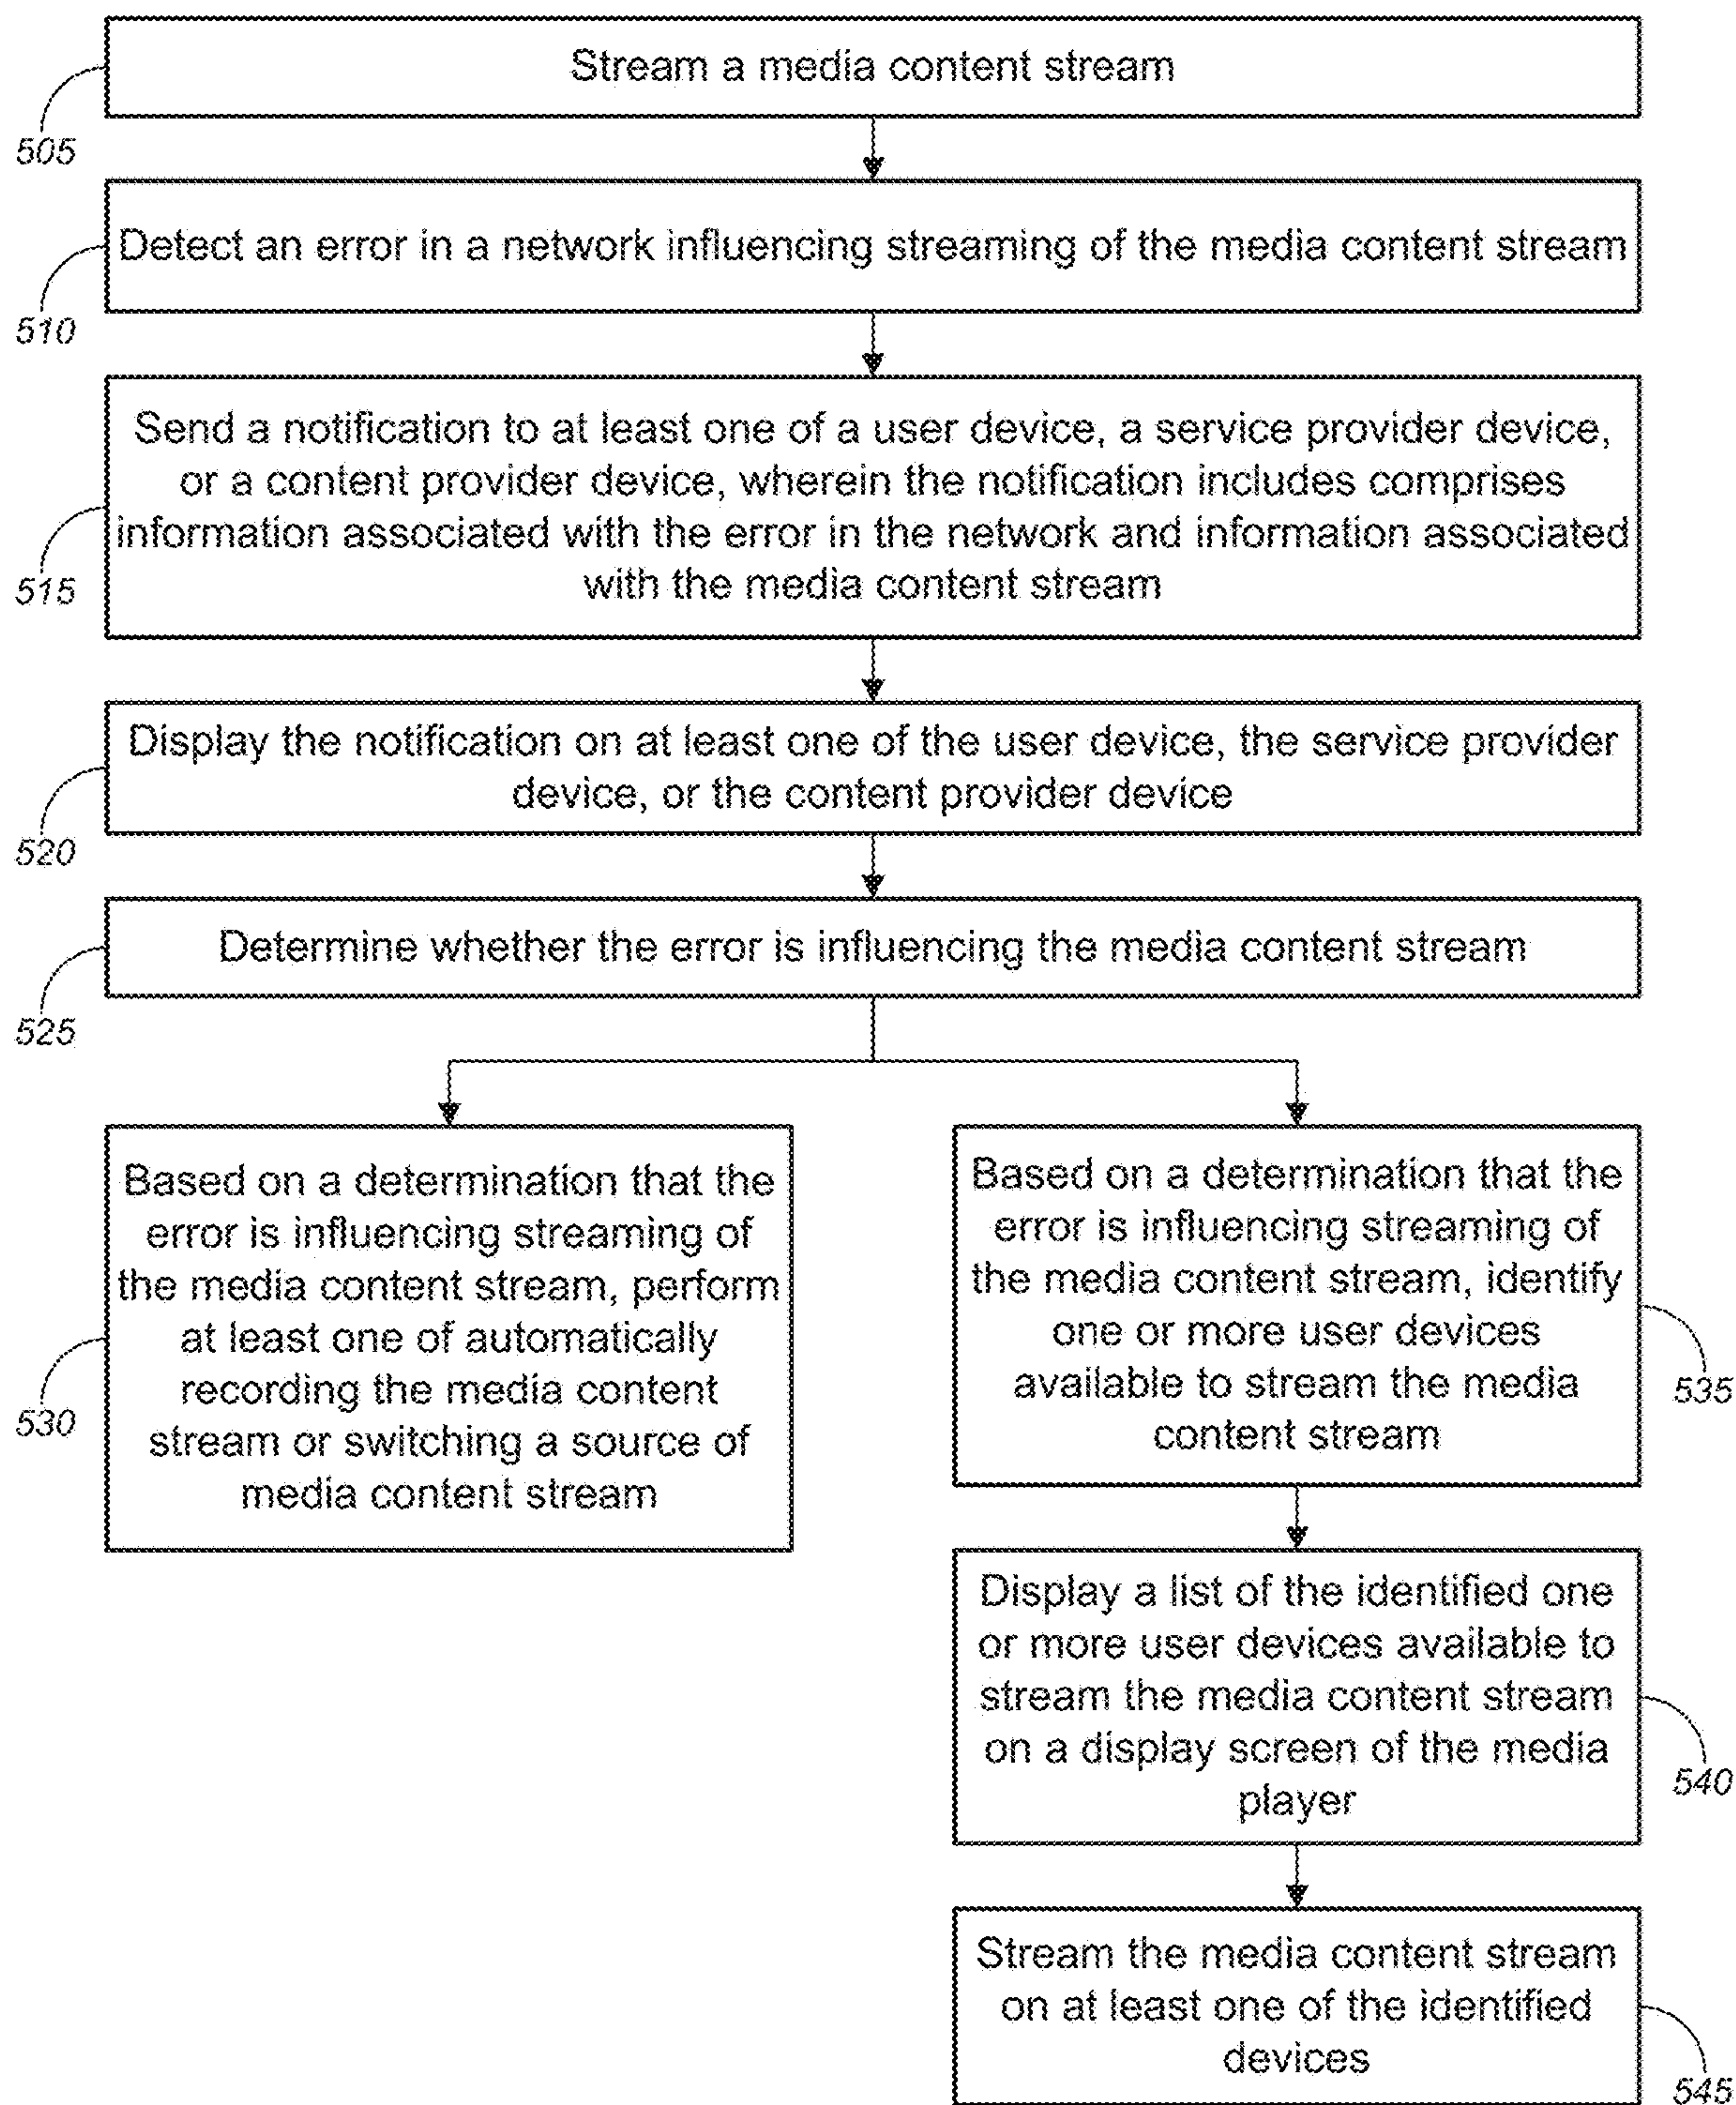 Stream a media content stream
505
Detect an error in a network influencing streaming of the media content stream
510
Send a notification to at least one of a user device, a service provider device,
or a content provider device, wherein the notification includes comprises
information associated with the error in the network and information associated
with the media content stream
515
Display the notification on at least one of the user device, the service provider
device, or the content provider device
520
Determine whether the error is influencing the media content stream
525
Based on a determination that the
error is influencing streaming of
the media content stream, perform
at least one of automatically
recording the media content
stream or switching a source of
media content stream
530
Based on a determination that the
error is influencing streaming of
the media content stream, identify
one or more user devices
available to stream the media
content stream
535
Display a list of the identified one
or more user devices available to
stream the media content stream
on a display screen of the media
player
540
Stream the media content stream
on at least one of the identified
devices
545